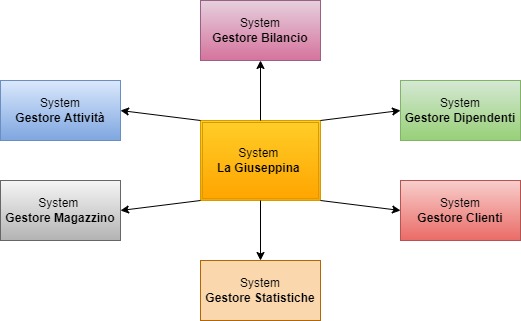 System
Gestore Bilancio
System
Gestore Attività
System
Gestore Dipendenti
System
La Giuseppina
System
Gestore Magazzino
System
Gestore Clienti
System
Gestore Statistiche